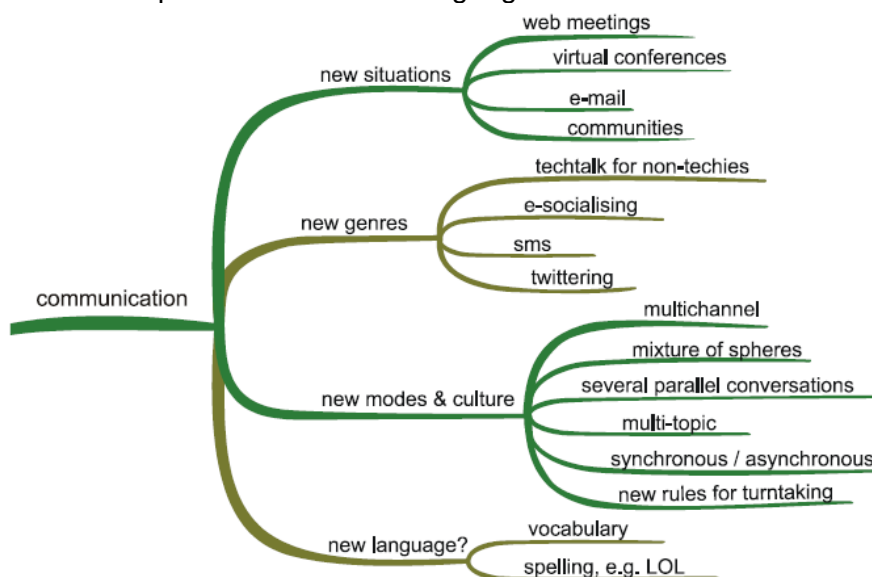 web meetings
virtual conferences
new situations
e-mail
communities
techtalk for non-techies
e-socialising
new genres
sms
twittering
communication
multichannel
mixture of spheres
several parallel conversations
new modes & culture
multi-topic
synchronous / asynchronous
new rules for turntaking
vocabulary
new language?
spelling, e.g. LOL